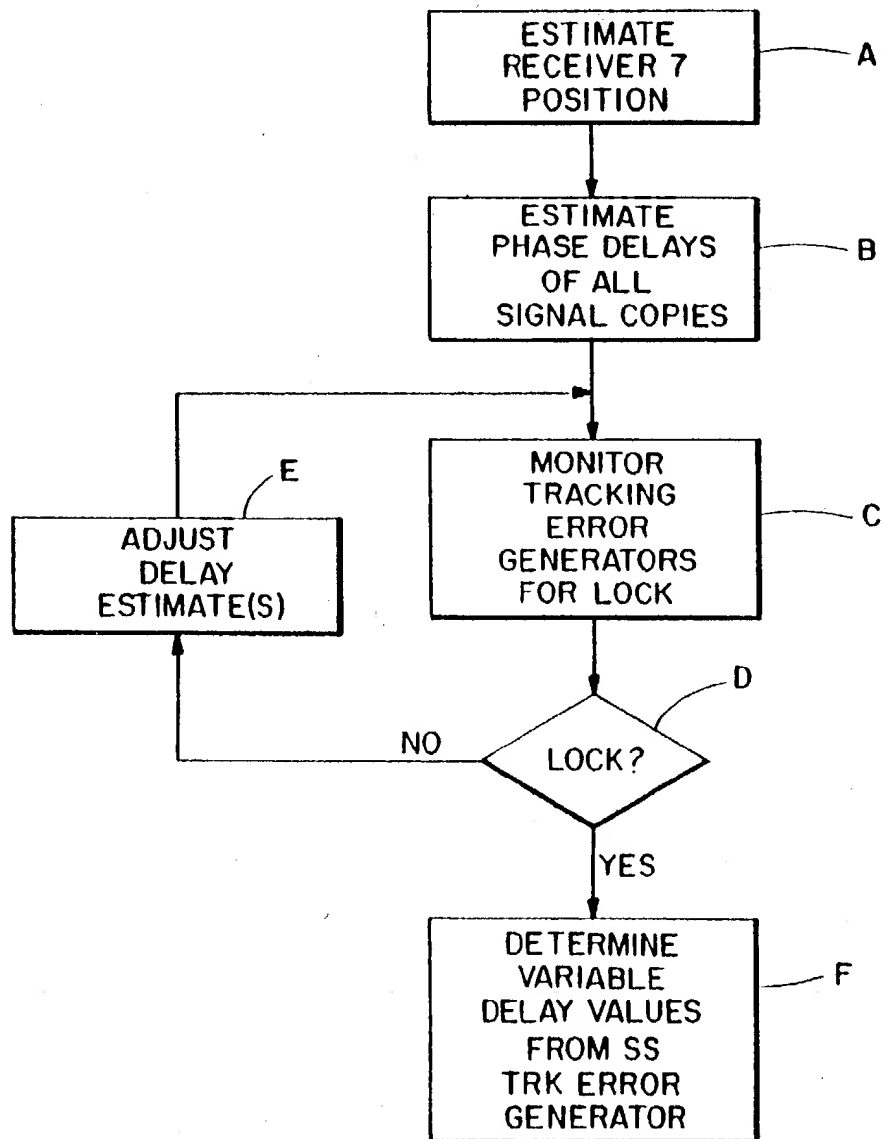 ESTIMATE
RECEIVER 7
POSITION
A
ESTIMATE
PHASE DELAYS
OF ALL
SIGNAL COPIES
B
MONITOR
TRACKING
ERROR
GENERATORS
FOR LOCK
C
E
ADJUST
DELAY
ESTIMATE(S)
D
LOCK?
NO
YES
DETERMINE
VARIABLE
DELAY VALUES
FROM SS
TRK ERROR
GENERATOR
F